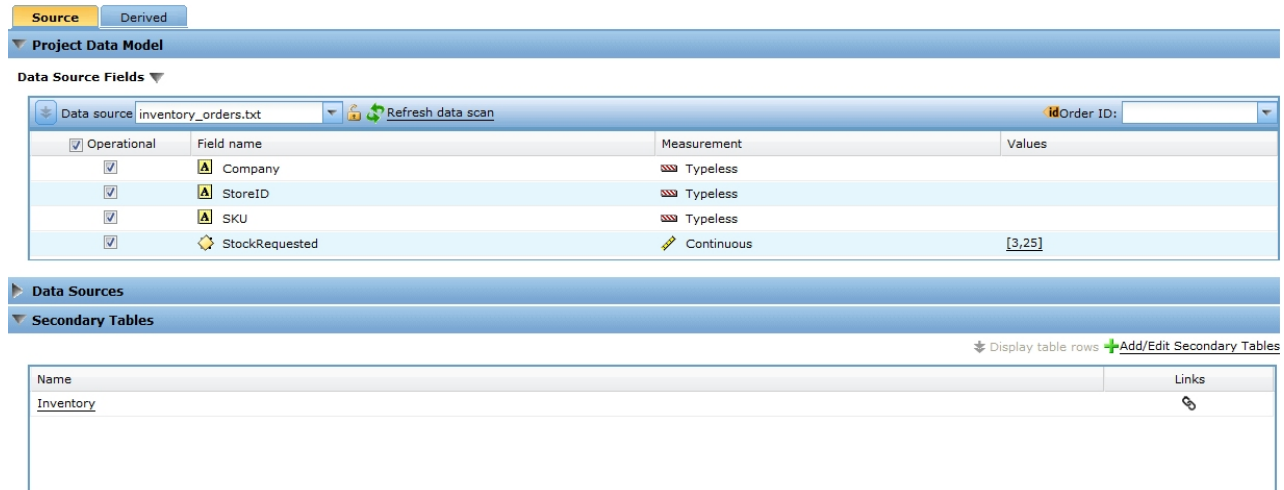 Source Derived
Project Data Model
Data Source Fields
Data source inventory_orders.txt Refresh data scan id Order ID:
Operational Field name Measurement Values
A Company Typeless
A StoreID Typeless
A SKU Typeless
StockRequested Continuous [3,25]
Data Sources
Secondary Tables
Display table rows Add/Edit Secondary Tables
Name Links
Inventory